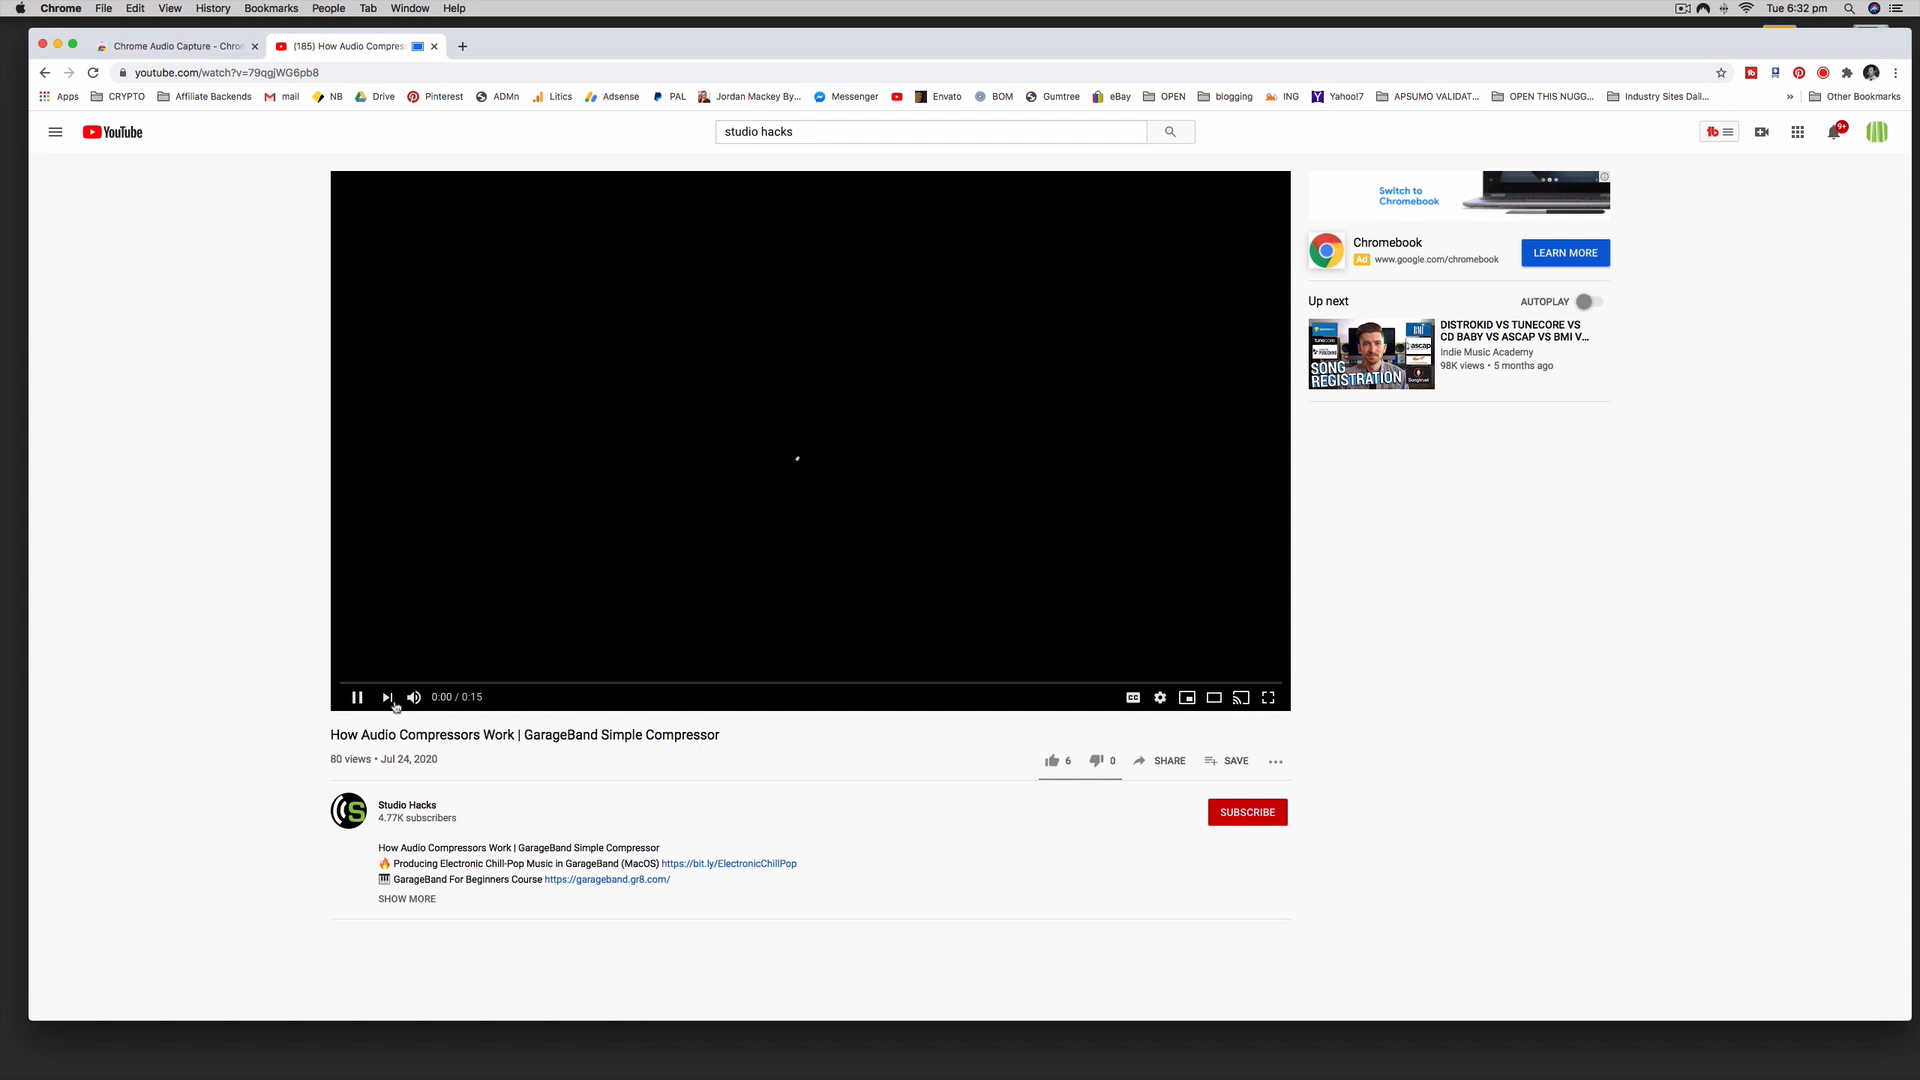 Chrome File Edit View History Bookmarks People Tab Window Help Tue 6:32 pm
Chrome Audio Capture - Chron (185) How Audio Compres
youtube.com/watch?v=79qgjWG6pb8
Apps CRYPTO Affiliate Backends mail NB Drive Pinterest ADMn Litics Adsense PAL Jordan Mackey By... Messenger Envato BOM Gumtree eBay OPEN blogging ING Yahoo!7 APSUMO VALIDAT... OPEN THIS NUGG... Industry Sites Dail... » Other Bookmarks
YouTube studio hacks 9+
Switch to
Chromebook
Chromebook
Ad www.google.com/chromebook
LEARN MORE
Up next AUTOPLAY
SONG
REGISTRATION
DISTROKID VS TUNECORE VS
CD BABY VS ASCAP VS BMI V...
Indie Music Academy
98K views • 5 months ago
0:00 / 0:15 CC
How Audio Compressors Work | GarageBand Simple Compressor
80 views • Jul 24, 2020
6 0 SHARE SAVE
Studio Hacks
4.77K subscribers
SUBSCRIBE
How Audio Compressors Work | GarageBand Simple Compressor
Producing Electronic Chill-Pop Music in GarageBand (MacOS) https://bit.ly/ElectronicChillPop
GarageBand For Beginners Course https://garageband.gr8.com/
SHOW MORE